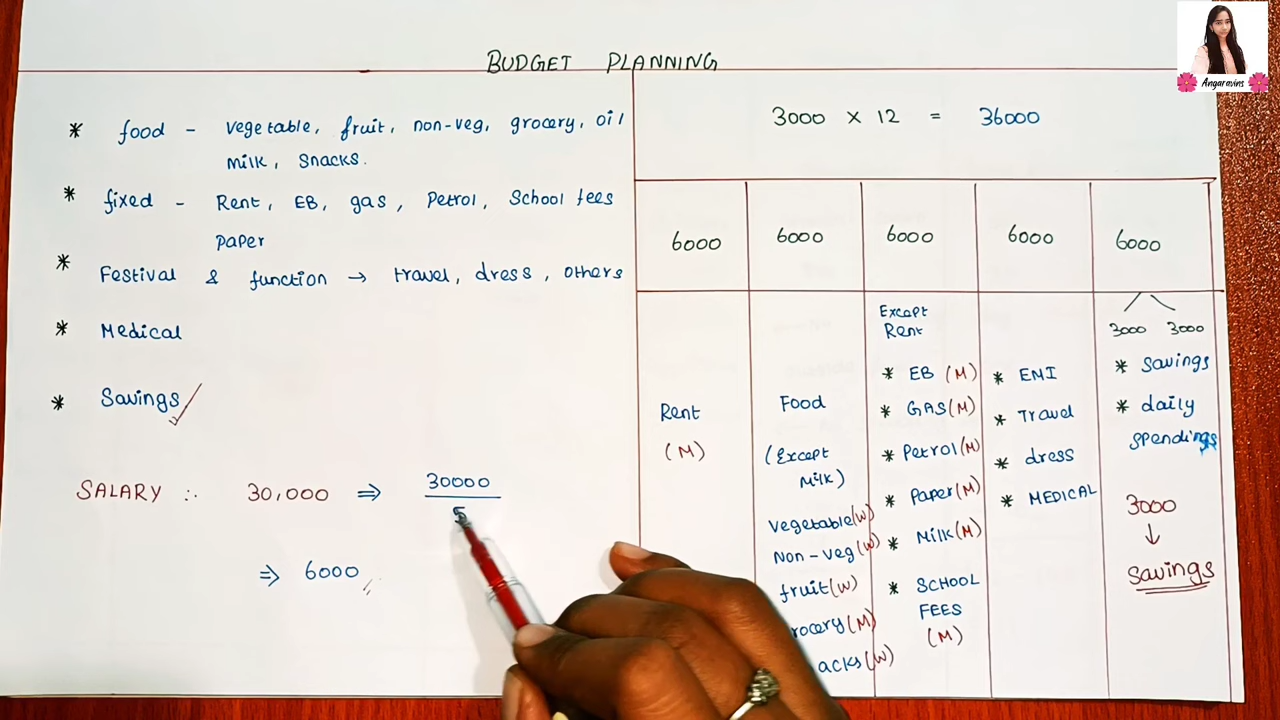 BUDGET PLANNING
Angaravins
* food - vegetable, fruit, non-veg, grocery, oil
milk, snacks.
* fixed - Rent, EB, gas, Petrol, School fees
paper
* Festival & function → travel, dress, others
* Medical
* Savings
SALARY :- 30,000 ⇒ 30000
5
⇒ 6000
3000 x 12 = 36000
6000 6000 6000 6000 6000
Rent
(M)
Food
(Except
Milk)
Vegetable(W)
Non-veg(W)
fruit(W)
rocery(M)
acks(W)
Except
Rent
* EB (M)
* GAS(M)
* Petrol(M)
* Paper(M)
* Milk(M)
* SCHOOL
FEES
(M)
* EMI
* Travel
* dress
* MEDICAL
3000 3000
* Savings
* daily
spendings
3000
↓
Savings